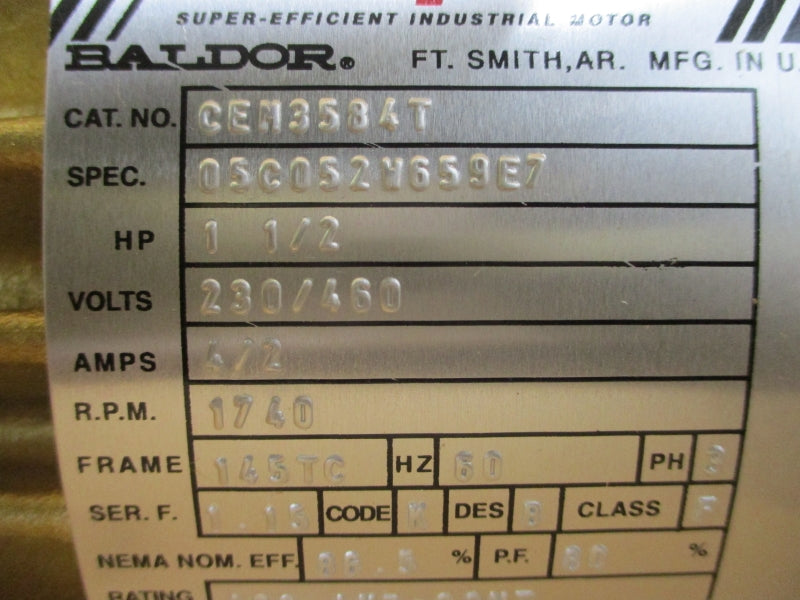 SUPER-EFFICIENT INDUSTRIAL MOTOR
BALDOR® FT. SMITH, AR. MFG. IN U.
CAT. NO. CEM3584T
SPEC. 05C052W659E7
HP 1 1/2
VOLTS 230/460
AMPS 4/2
R.P.M. 1740
FRAME 145TC HZ 60 PH 3
SER. F. 1.15 CODE K DES B CLASS F
NEMA NOM. EFF. % P.F. 80 %
RATING